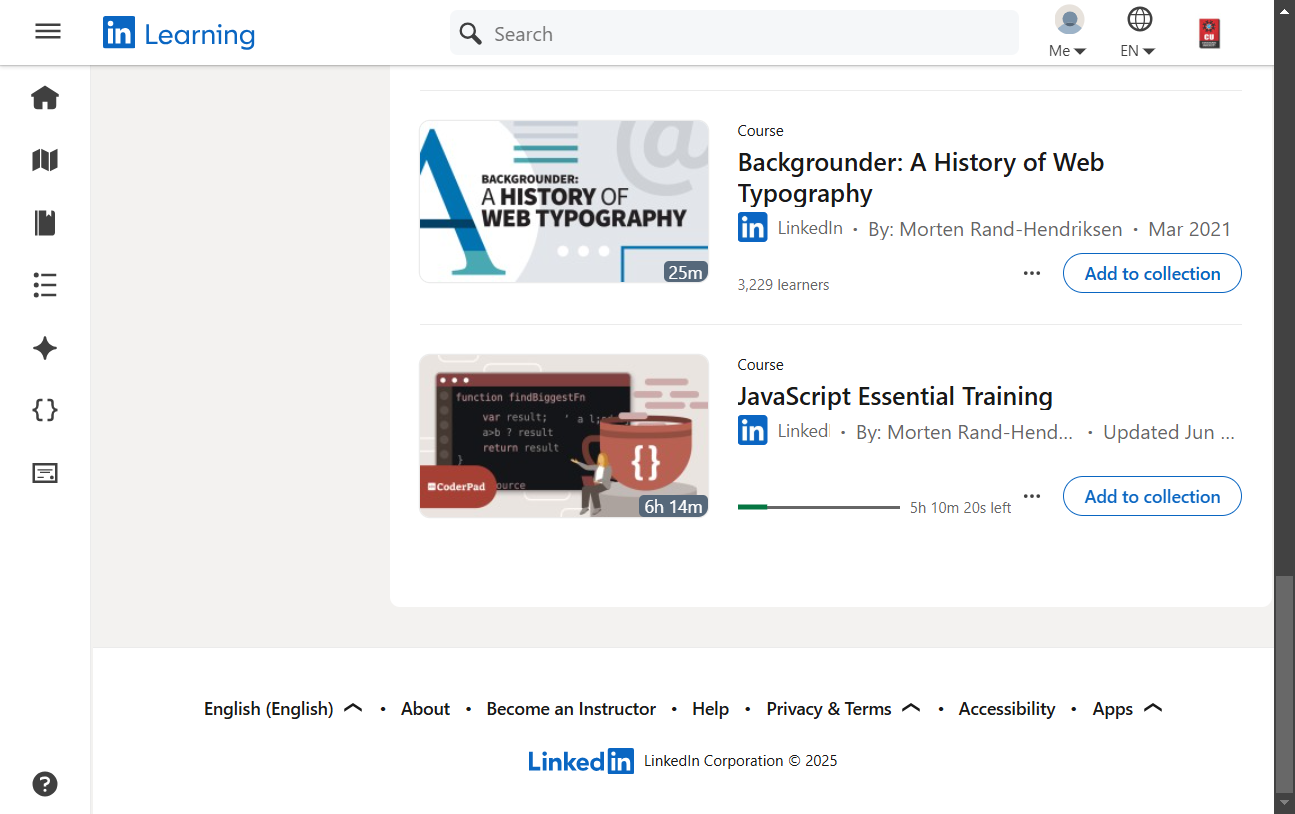 in Learning
Search
Me
EN
CU
Course
BACKGROUNDER:
A HISTORY OF
WEB TYPOGRAPHY
25m
Backgrounder: A History of Web
Typography
in LinkedIn · By: Morten Rand-Hendriksen · Mar 2021
3,229 learners
Add to collection
Course
function findBiggestFn
var result;
a>b ? result
return result
}
{}
CoderPad
ource
6h 14m
JavaScript Essential Training
in LinkedI · By: Morten Rand-Hend... · Updated Jun ...
5h 10m 20s left
Add to collection
English (English) • About • Become an Instructor • Help • Privacy & Terms • Accessibility • Apps
LinkedIn LinkedIn Corporation © 2025